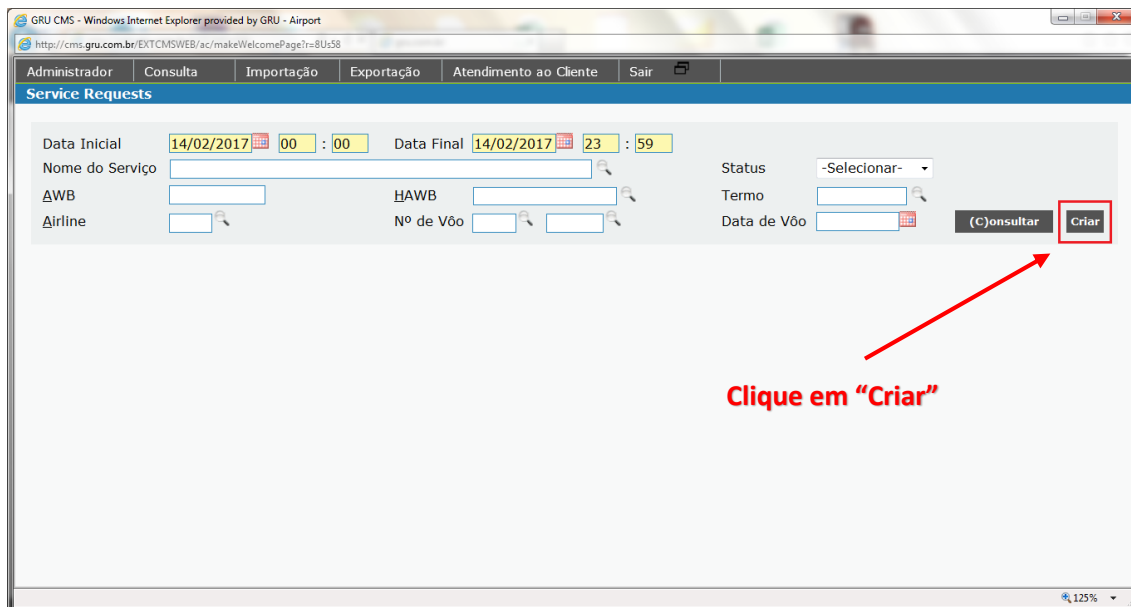 GRU CMS - Windows Internet Explorer provided by GRU - Airport
http://cms.gru.com.br/EXTCMSWEB/ac/makeWelcomePage?r=8Us58
Administrador Consulta Importação Exportação Atendimento ao Cliente Sair
Service Requests
Data Inicial 14/02/2017 00 : 00 Data Final 14/02/2017 23 : 59
Nome do Serviço Status -Selecionar-
AWB HAWB Termo
Airline Nº de Vôo Data de Vôo (C)onsultar Criar
Clique em “Criar”
125%